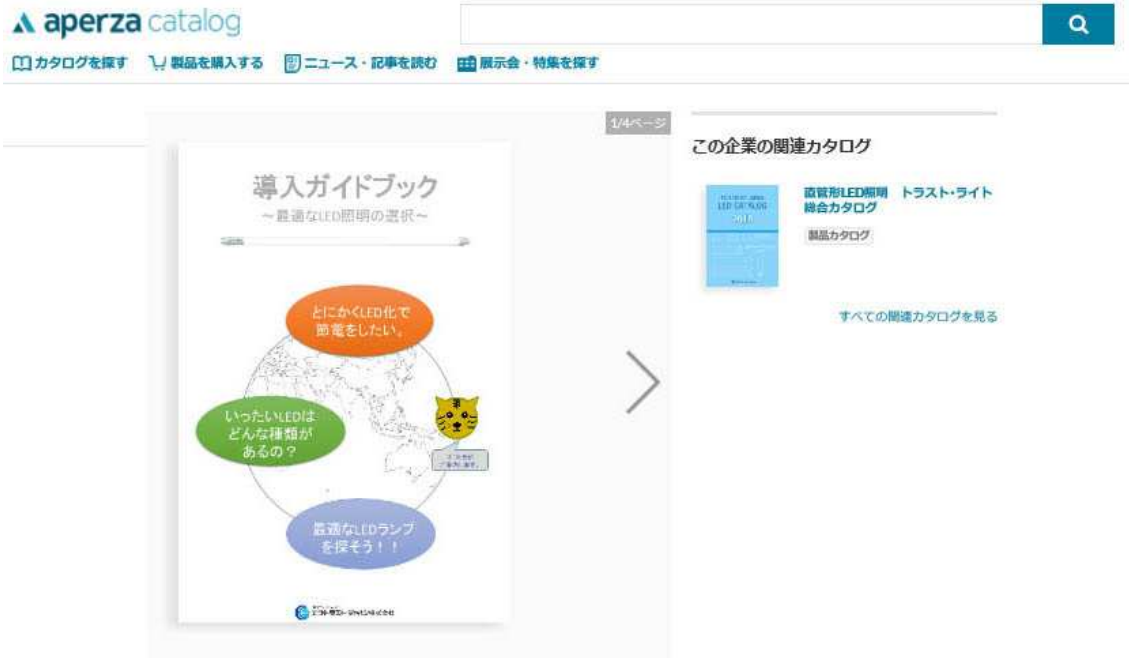 aperza catalog
カタログを探す 製品を購入する ニュース・記事を読む 展示会・特集を探す
1/4ページ
導入ガイドブック
～最適なLED照明の選択～
とにかくLED化で
節電をしたい。
いったいLEDは
どんな種類が
あるの？
最適なLEDランプ
を探そう！！
この企業の関連カタログ
LED CATALOG
直管形LED照明 トラスト・ライト
総合カタログ
製品カタログ
すべての関連カタログを見る